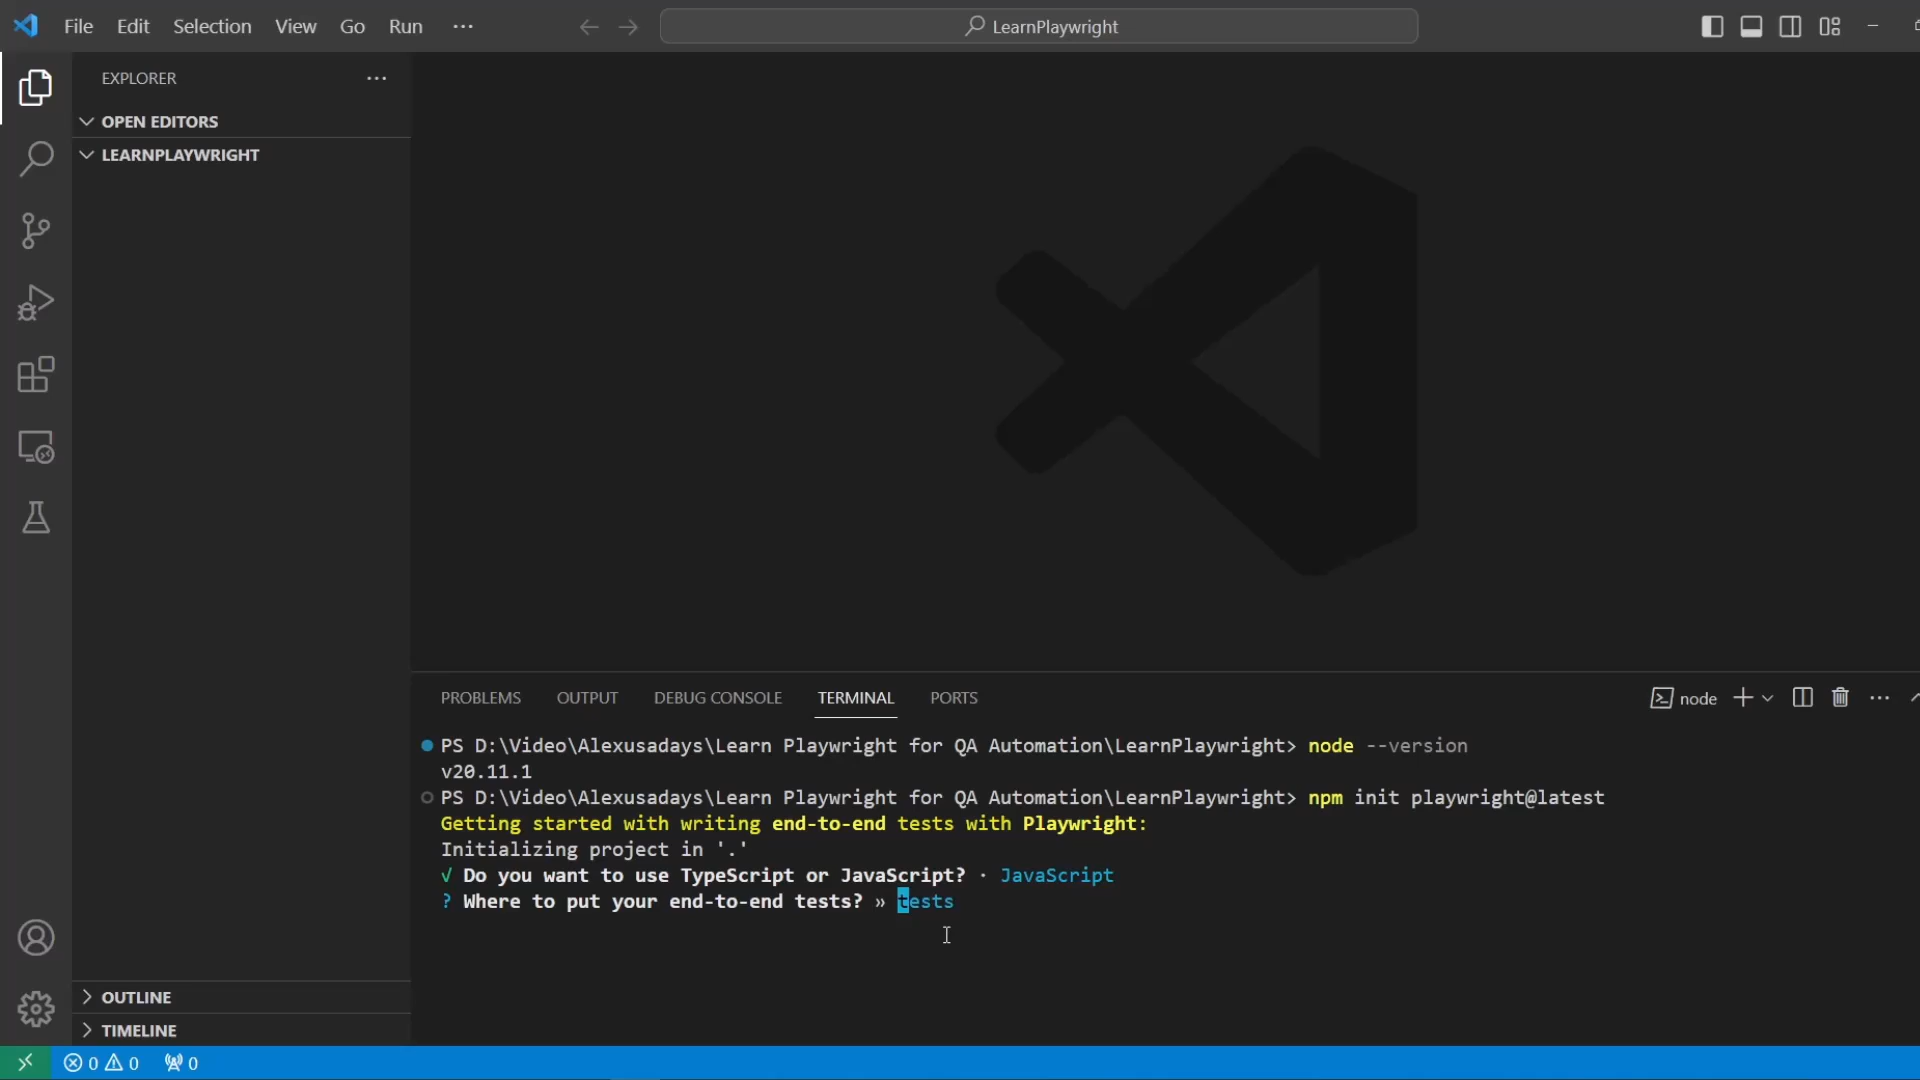 File Edit Selection View Go Run ···
LearnPlaywright
EXPLORER ···
OPEN EDITORS
LEARNPLAYWRIGHT
PROBLEMS OUTPUT DEBUG CONSOLE TERMINAL PORTS
node ···
PS D:\Video\Alexusadays\Learn Playwright for QA Automation\LearnPlaywright> node --version
v20.11.1
PS D:\Video\Alexusadays\Learn Playwright for QA Automation\LearnPlaywright> npm init playwright@latest
Getting started with writing end-to-end tests with Playwright:
Initializing project in '.'
√ Do you want to use TypeScript or JavaScript? · JavaScript
? Where to put your end-to-end tests? » tests
OUTLINE
TIMELINE
0 0 0